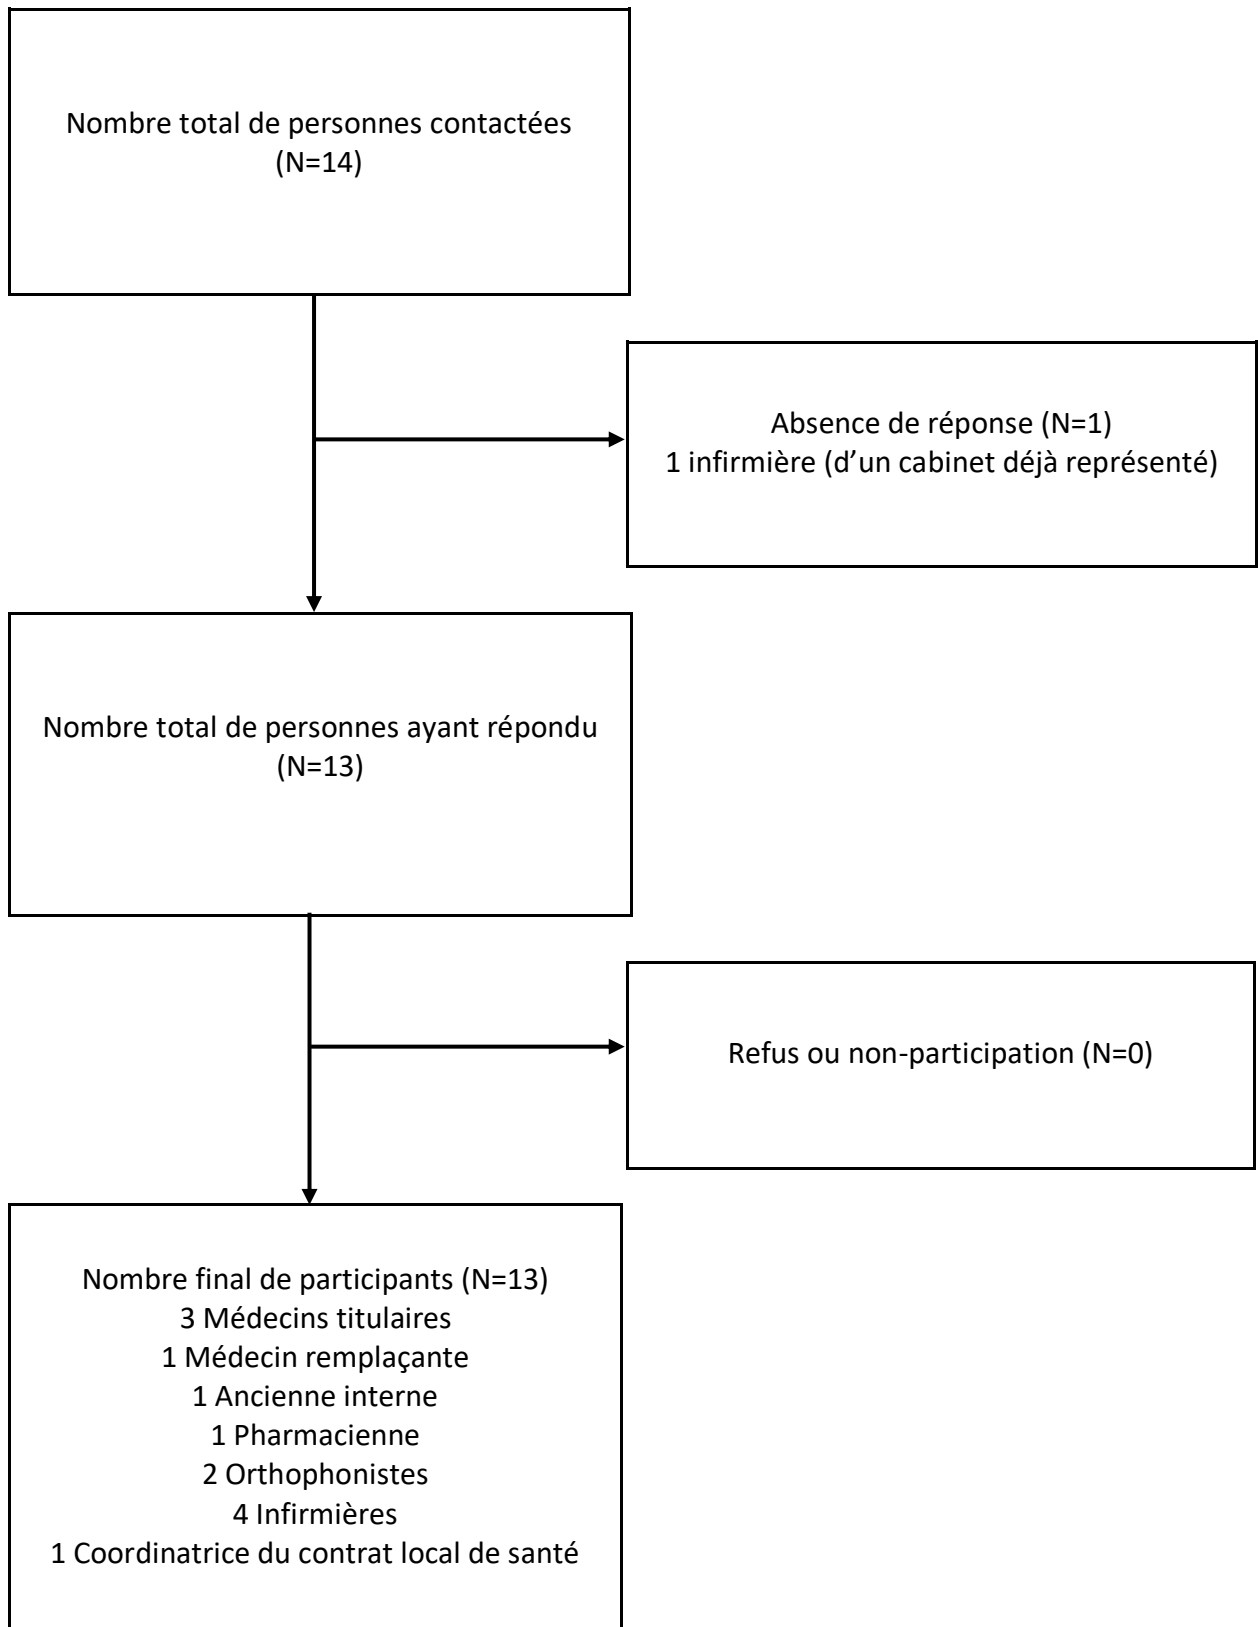 Nombre total de personnes contactées
(N=14)
Absence de réponse (N=1)
1 infirmière (d’un cabinet déjà représenté)
Nombre total de personnes ayant répondu
(N=13)
Refus ou non-participation (N=0)
Nombre final de participants (N=13)
3 Médecins titulaires
1 Médecin remplaçante
1 Ancienne interne
1 Pharmacienne
2 Orthophonistes
4 Infirmières
1 Coordinatrice du contrat local de santé